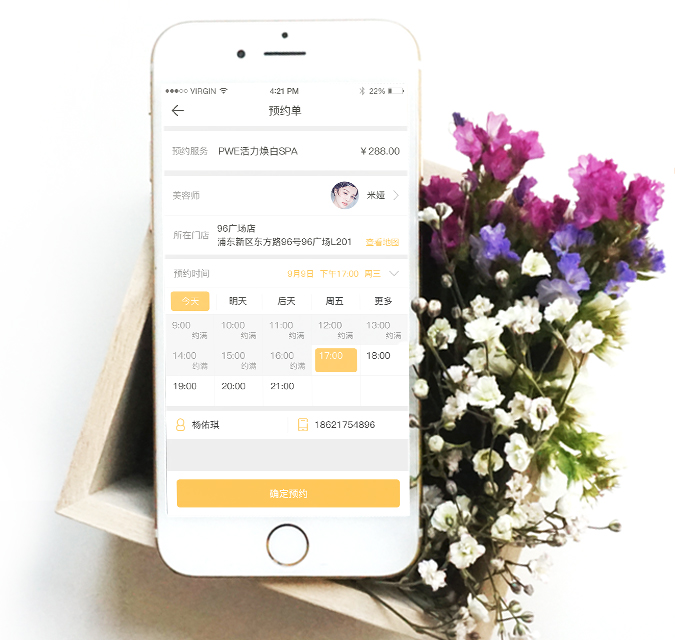 ●●●○○ VIRGIN 4:21 PM 22%
预约单
预约服务 PWE活力焕白SPA ¥288.00
美容师 米娅
所在门店 96广场店
浦东新区东方路96号96广场L201 查看地图
预约时间 9月9日 下午17:00 周三
今天 明天 后天 周五 更多
9:00 约满 10:00 约满 11:00 约满 12:00 约满 13:00 约满
14:00 约满 15:00 约满 16:00 约满 17:00 18:00
19:00 20:00 21:00
杨佑琪 18621754896
确定预约